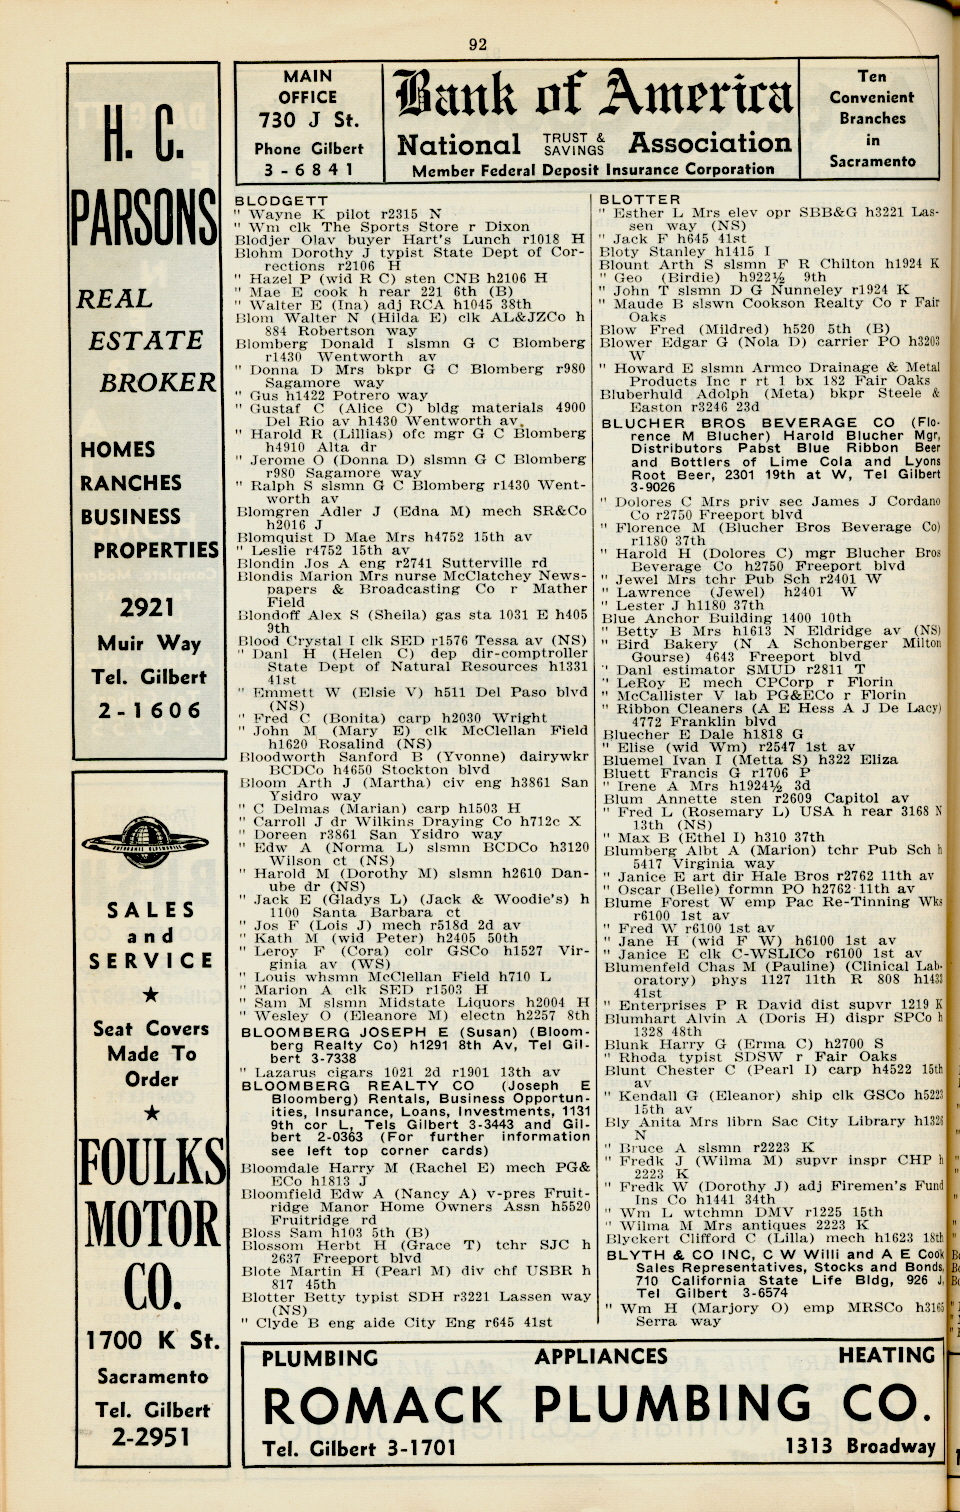 92
H. C.
PARSONS
REAL
ESTATE
BROKER
HOMES
RANCHES
BUSINESS
PROPERTIES
2921
Muir Way
Tel. Gilbert
2-1606
SALES
and
SERVICE
★
Seat Covers
Made To
Order
★
FOULKS
MOTOR
CO.
1700 K St.
Sacramento
Tel. Gilbert
2-2951
MAIN
OFFICE
730 J St.
Phone Gilbert
3-6841
Bank of America
National TRUST & SAVINGS Association
Member Federal Deposit Insurance Corporation
Ten
Convenient
Branches
in
Sacramento
BLODGETT
" Wayne K pilot r2315 N
" Wm clk The Sports Store r Dixon
Blodjer Olav buyer Hart's Lunch r1018 H
Blohm Dorothy J typist State Dept of Cor-
rections r2106 H
" Hazel P (wid R C) sten CNB h2106 H
" Mae E cook h rear 221 6th (B)
" Walter E (Ina) adj RCA h1045 38th
Blom Walter N (Hilda E) clk AL&JZCo h
884 Robertson way
Blomberg Donald I slsmn G C Blomberg
r1430 Wentworth av
" Donna D Mrs bkpr G C Blomberg r980
Sagamore way
" Gus h1422 Potrero way
" Gustaf C (Alice C) bldg materials 4900
Del Rio av h1430 Wentworth av
" Harold R (Lillias) ofc mgr G C Blomberg
h4910 Alta dr
" Jerome O (Donna D) slsmn G C Blomberg
r980 Sagamore way
" Ralph S slsmn G C Blomberg r1430 Went-
worth av
Blomgren Adler J (Edna M) mech SR&Co
h2016 J
Blomquist D Mae Mrs h4752 15th av
" Leslie r4752 15th av
Blondin Jos A eng r2741 Sutterville rd
Blondis Marion Mrs nurse McClatchey News-
papers & Broadcasting Co r Mather
Field
Blondoff Alex S (Sheila) gas sta 1031 E h405
9th
Blood Crystal I clk SED r1576 Tessa av (NS)
" Danl H (Helen C) dep dir-comptroller
State Dept of Natural Resources h1331
41st
" Emmett W (Elsie V) h511 Del Paso blvd
(NS)
" Fred C (Bonita) carp h2030 Wright
" John M (Mary E) clk McClellan Field
h1620 Rosalind (NS)
Bloodworth Sanford B (Yvonne) dairywkr
BCDCo h4650 Stockton blvd
Bloom Arth J (Martha) civ eng h3861 San
Ysidro way
" C Delmas (Marian) carp h1503 H
" Carroll J dr Wilkins Draying Co h712c X
" Doreen r3861 San Ysidro way
" Edw A (Norma L) slsmn BCDCo h3120
Wilson ct (NS)
" Harold M (Dorothy M) slsmn h2610 Dan-
ube dr (NS)
" Jack E (Gladys L) (Jack & Woodie's) h
1100 Santa Barbara ct
" Jos F (Lois J) mech r518d 2d av
" Kath M (wid Peter) h2405 50th
Leroy F (Cora) colr GSCo h1527 Vir-
ginia av (WS)
" Louis whsmn McClellan Field h710 L
" Marion A clk SED r1503 H
" Sam M slsmn Midstate Liquors h2004 H
" Wesley O (Eleanore M) electn h2257 8th
BLOOMBERG JOSEPH E (Susan) (Bloom-
berg Realty Co) h1291 8th Av, Tel Gil-
bert 3-7338
" Lazarus cigars 1021 2d r1901 13th av
BLOOMBERG REALTY CO (Joseph E
Bloomberg) Rentals, Business Opportun-
ities, Insurance, Loans, Investments, 1131
9th cor L, Tels Gilbert 3-3443 and Gil-
bert 2-0363 (For further information
see left top corner cards)
Bloomdale Harry M (Rachel E) mech PG&
ECo h1813 J
Bloomfield Edw A (Nancy A) v-pres Fruit-
ridge Manor Home Owners Assn h5520
Fruitridge rd
Bloss Sam h103 5th (B)
Blossom Herbt H (Grace T) tchr SJC h
2637 Freeport blvd
Blote Martin H (Pearl M) div chf USBR h
817 45th
Blotter Betty typist SDH r3221 Lassen way
(NS)
" Clyde B eng aide City Eng r645 41st
BLOTTER
" Esther L Mrs elev opr SBB&G h3221 Las-
sen way (NS)
" Jack F h645 41st
Bloty Stanley h1415 I
Blount Arth S slsmn F R Chilton h1924 K
" Geo (Birdie) h922½ 9th
" John T slsmn D G Nunneley r1924 K
" Maude B slswn Cookson Realty Co r Fair
Oaks
Blow Fred (Mildred) h520 5th (B)
Blower Edgar G (Nola D) carrier PO h3203
W
" Howard E slsmn Armco Drainage & Metal
Products Inc r rt 1 bx 182 Fair Oaks
Bluberhuld Adolph (Meta) bkpr Steele &
Easton r3246 23d
BLUCHER BROS BEVERAGE CO (Flo-
rence M Blucher) Harold Blucher Mgr,
Distributors Pabst Blue Ribbon Beer
and Bottlers of Lime Cola and Lyons
Root Beer, 2301 19th at W, Tel Gilbert
3-9026
" Dolores C Mrs priv sec James J Cordano
Co r2750 Freeport blvd
" Florence M (Blucher Bros Beverage Co)
r1180 37th
" Harold H (Dolores C) mgr Blucher Bros
Beverage Co h2750 Freeport blvd
" Jewel Mrs tchr Pub Sch r2401 W
" Lawrence (Jewel) h2401 W
" Lester J h1180 37th
Blue Anchor Building 1400 10th
" Betty B Mrs h1613 N Eldridge av (NS)
" Bird Bakery (N A Schonberger Milton
Gourse) 4643 Freeport blvd
" Danl estimator SMUD r2811 T
" LeRoy E mech CPCorp r Florin
" McCallister V lab PG&ECo r Florin
" Ribbon Cleaners (A E Hess A J De Lacy)
4772 Franklin blvd
Bluecher E Dale h1818 G
" Elise (wid Wm) r2547 1st av
Bluemel Ivan I (Metta S) h322 Eliza
Bluett Francis G r1706 P
" Irene A Mrs h1924½ 3d
Blum Annette sten r2609 Capitol av
" Fred L (Rosemary L) USA h rear 3168 N
13th (NS)
" Max B (Ethel I) h310 37th
Blumberg Albt A (Marion) tchr Pub Sch h
5417 Virginia way
" Janice E art dir Hale Bros r2762 11th av
" Oscar (Belle) formn PO h2762 11th av
Blume Forest W emp Pac Re-Tinning Wks
r6100 1st av
" Fred W r6100 1st av
" Jane H (wid F W) h6100 1st av
" Janice E clk C-WSLICo r6100 1st av
Blumenfeld Chas M (Pauline) (Clinical Lab-
oratory) phys 1127 11th R 808 h1433
41st
" Enterprises P R David dist supvr 1219 K
Blumhart Alvin A (Doris H) dispr SPCo h
1328 48th
Blunk Harry G (Erma C) h2700 S
" Rhoda typist SDSW r Fair Oaks
Blunt Chester C (Pearl I) carp h4522 15th
av
" Kendall G (Eleanor) ship clk GSCo h5223
15th av
Bly Anita Mrs librn Sac City Library h1326
N
" Bruce A slsmn r2223 K
" Fredk J (Wilma M) supvr inspr CHP h
2223 K
" Fredk W (Dorothy J) adj Firemen's Fund
Ins Co h1441 34th
" Wm L wtchmn DMV r1225 15th
" Wilma M Mrs antiques 2223 K
Blyckert Clifford C (Lilla) mech h1623 18th
BLYTH & CO INC, C W Willi and A E Cook
Sales Representatives, Stocks and Bonds,
710 California State Life Bldg, 926 J,
Tel Gilbert 3-6574
" Wm H (Marjory O) emp MRSCo h3165
Serra way
PLUMBING APPLIANCES HEATING
ROMACK PLUMBING CO.
Tel. Gilbert 3-1701 1313 Broadway